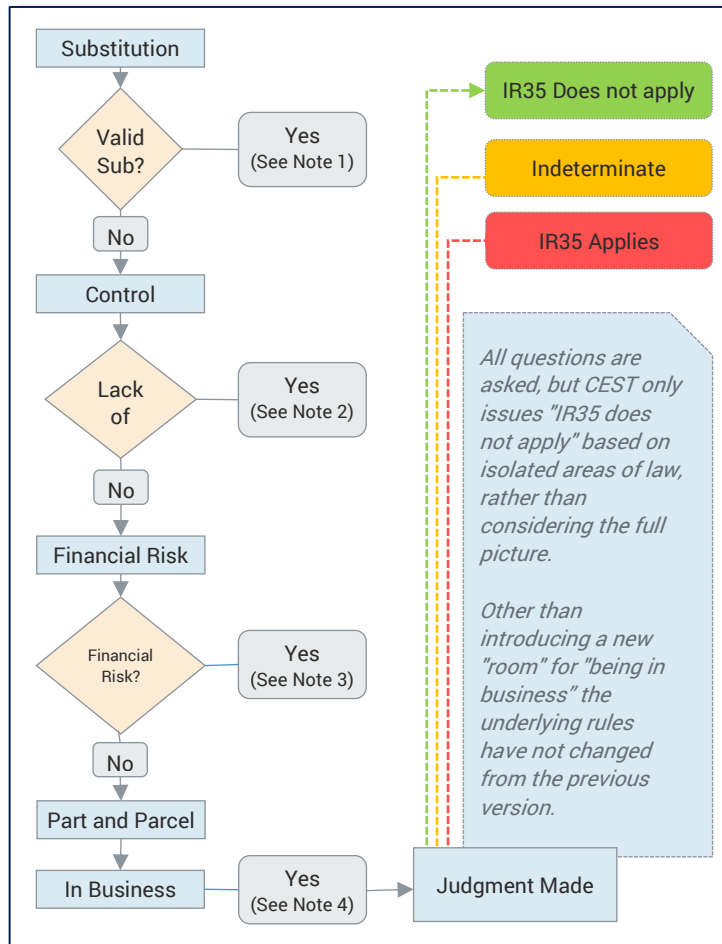 Substitution
Valid
Sub?
Yes
(See Note 1)
No
Control
Lack
of
Yes
(See Note 2)
No
Financial Risk
Financial
Risk?
Yes
(See Note 3)
No
Part and Parcel
In Business
Yes
(See Note 4)
Judgment Made
IR35 Does not apply
Indeterminate
IR35 Applies
All questions are
asked, but CEST only
issues "IR35 does
not apply" based on
isolated areas of law,
rather than
considering the full
picture.
Other than
introducing a new
"room" for "being in
business” the
underlying rules
have not changed
from the previous
version.